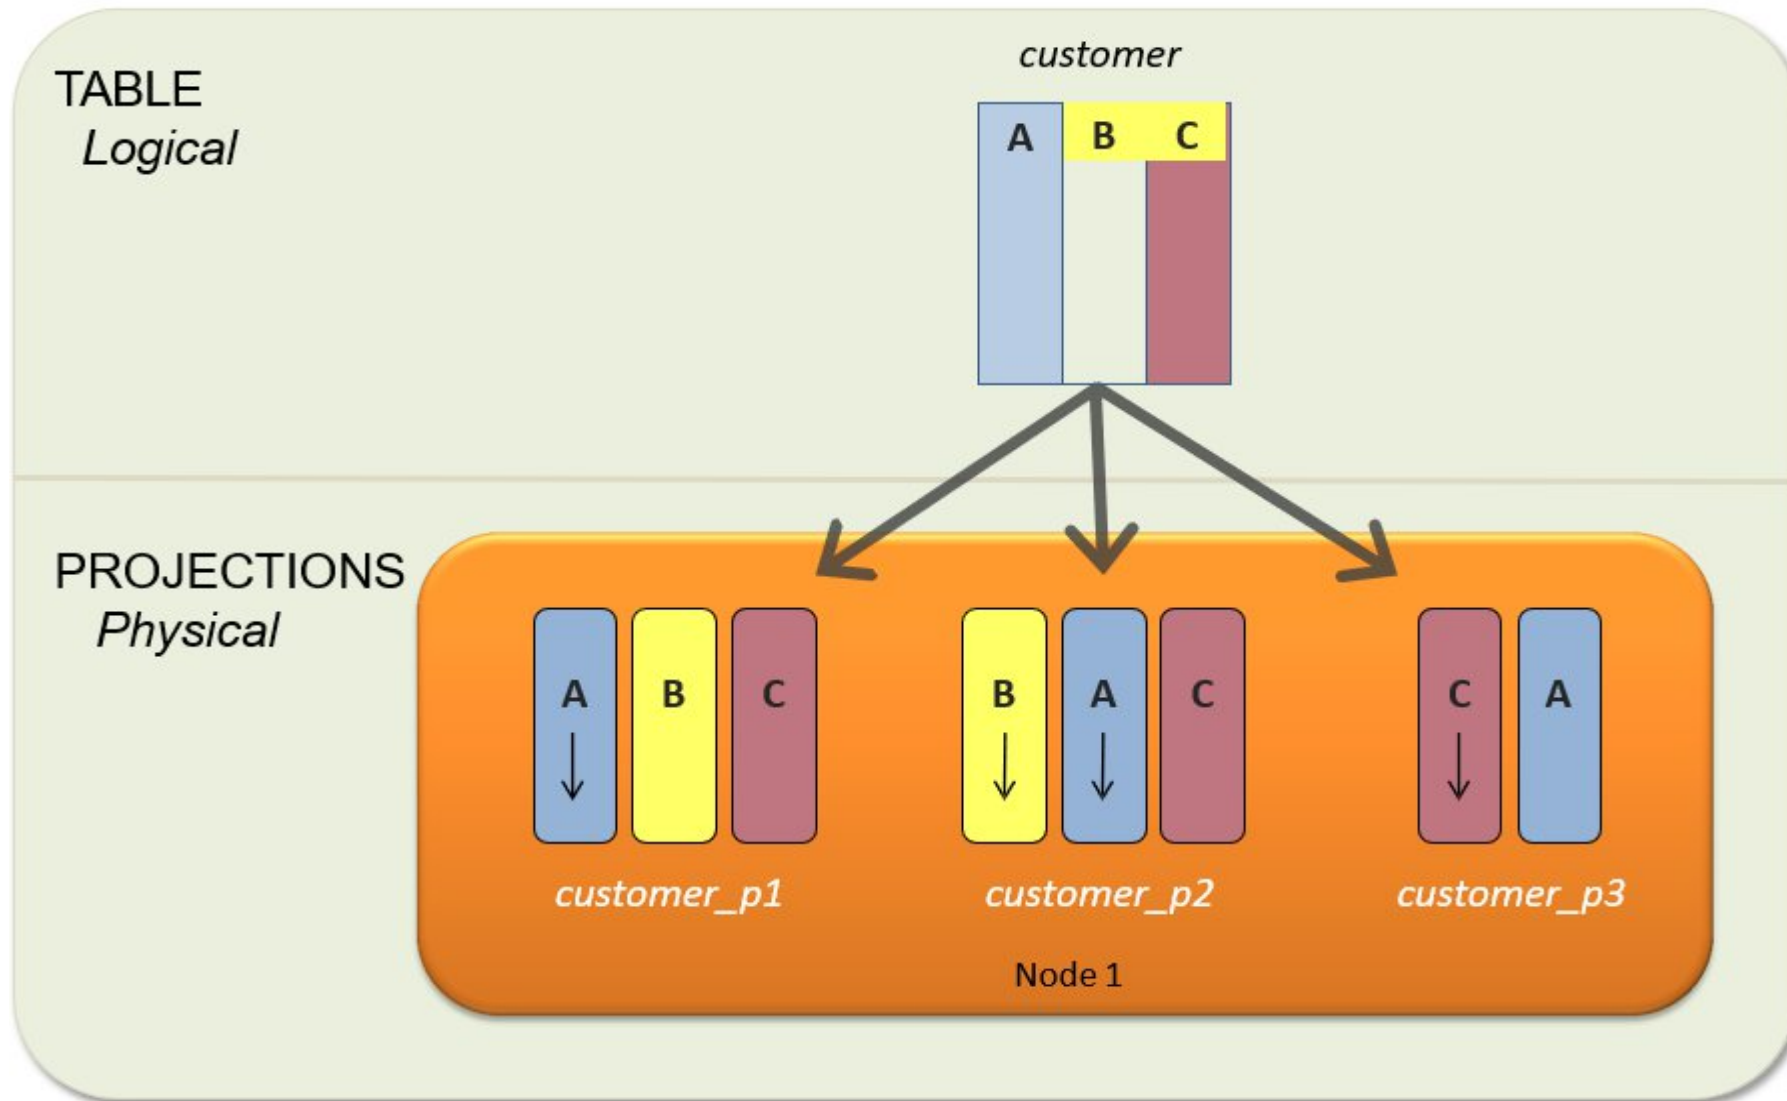 customer
TABLE
Logical
A B C
PROJECTIONS
Physical
A B C
B A C
C A
customer_p1
customer_p2
customer_p3
Node 1